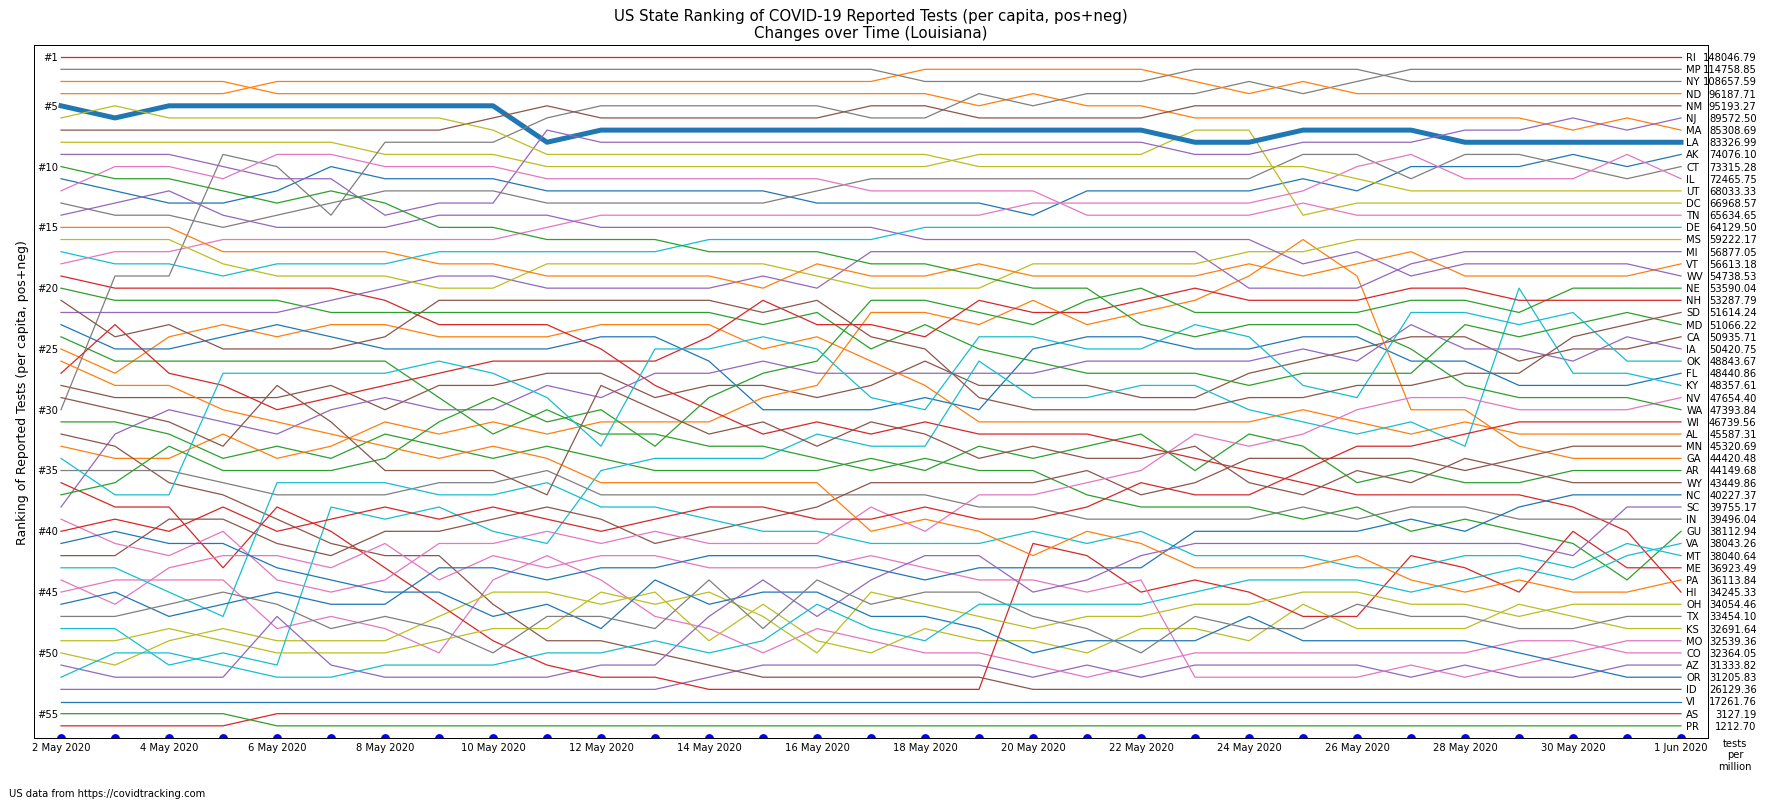 US State Ranking of COVID-19 Reported Tests (per capita, pos+neg)
Changes over Time (Louisiana)
Ranking of Reported Tests (per capita, pos+neg)
#1
#5
#10
#15
#20
#25
#30
#35
#40
#45
#50
#55
RI 148046.79
MP 114758.85
NY 108657.59
ND 96187.71
NM 95193.27
NJ 89572.50
MA 85308.69
LA 83326.99
AK 74076.10
CT 73315.28
IL 72465.75
UT 68033.33
DC 66968.57
TN 65634.65
DE 64129.50
MS 59222.17
MI 56877.05
VT 56613.18
WV 54738.53
NE 53590.04
NH 53287.79
SD 51614.24
MD 51066.22
CA 50935.71
IA 50420.75
OK 48843.67
FL 48440.86
KY 48357.61
NV 47654.40
WA 47393.84
WI 46739.56
AL 45587.31
MN 45320.69
GA 44420.48
AR 44149.68
WY 43449.86
NC 40227.37
SC 39755.17
IN 39496.04
GU 38112.94
VA 38043.26
MT 38040.64
ME 36923.49
PA 36113.84
HI 34245.33
OH 34054.46
TX 33454.10
KS 32691.64
MO 32539.36
CO 32364.05
AZ 31333.82
OR 31205.83
ID 26129.36
VI 17261.76
AS 3127.19
PR 1212.70
2 May 2020 4 May 2020 6 May 2020 8 May 2020 10 May 2020 12 May 2020 14 May 2020 16 May 2020 18 May 2020 20 May 2020 22 May 2020 24 May 2020 26 May 2020 28 May 2020 30 May 2020 1 Jun 2020
tests
per
million
US data from https://covidtracking.com